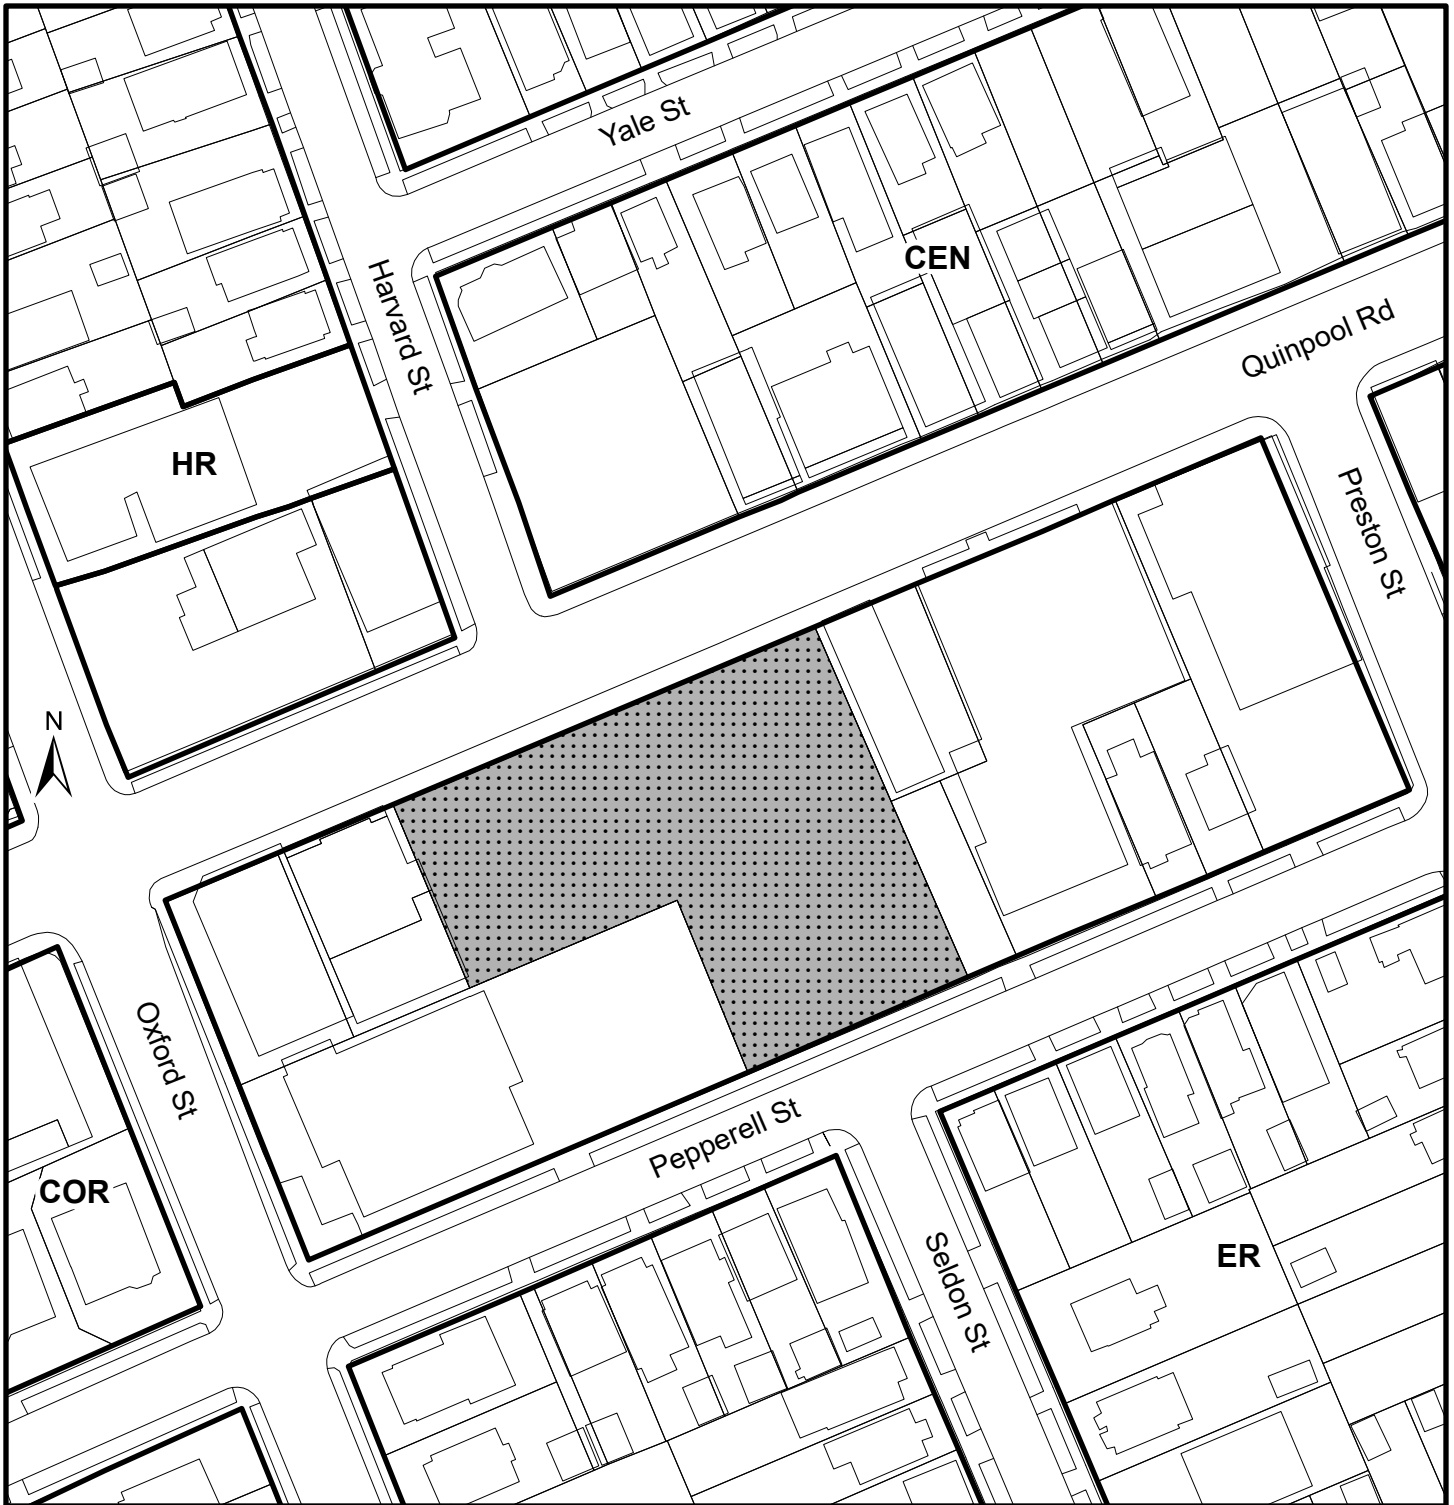 Yale St
CEN
Harvard St
Quinpool Rd
HR
Preston St
N
Oxford St
Pepperell St
COR
Seldon St
ER